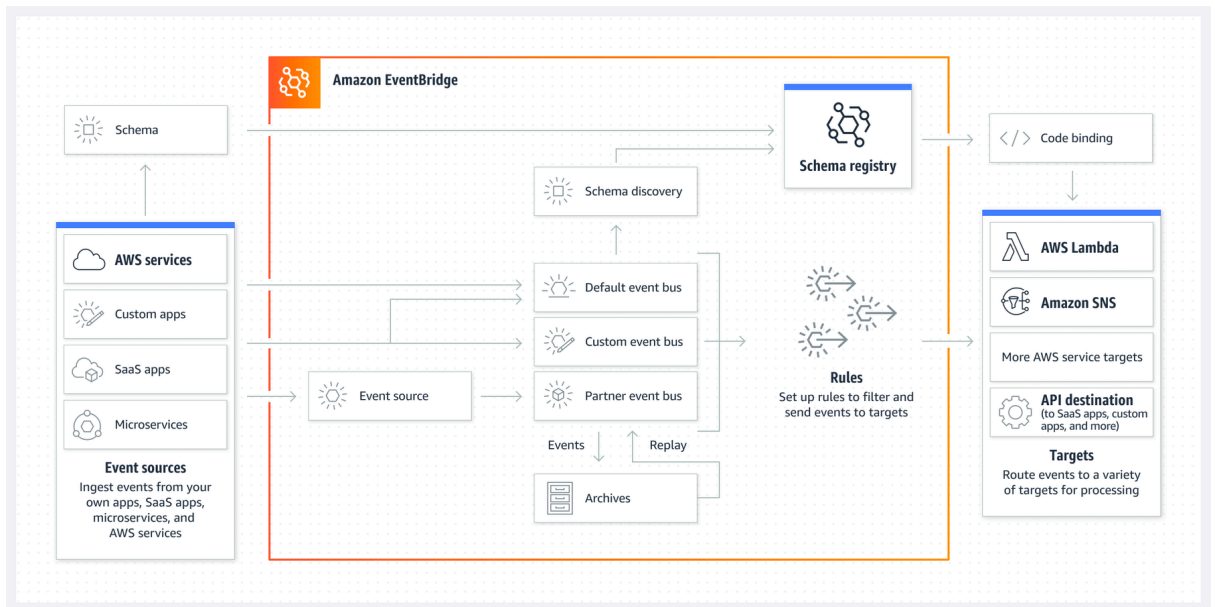 Amazon EventBridge
Schema
Schema registry
Code binding
Schema discovery
AWS services
Custom apps
SaaS apps
Microservices
Event sources
Ingest events from your
own apps, SaaS apps,
microservices, and
AWS services
Event source
Default event bus
Custom event bus
Partner event bus
Events
Replay
Archives
Rules
Set up rules to filter and
send events to targets
AWS Lambda
Amazon SNS
More AWS service targets
API destination
(to SaaS apps, custom
apps, and more)
Targets
Route events to a variety
of targets for processing